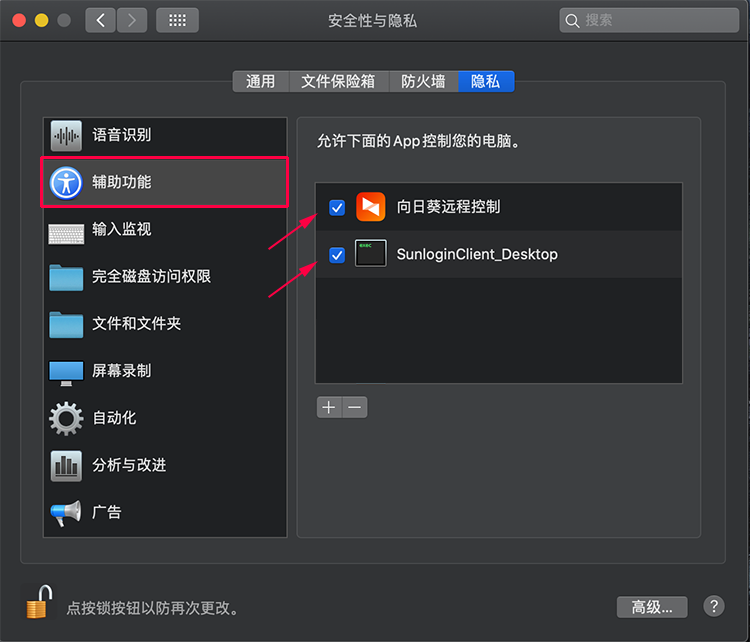 安全性与隐私
搜索
通用 文件保险箱 防火墙 隐私
语音识别
辅助功能
输入监视
完全磁盘访问权限
文件和文件夹
屏幕录制
自动化
分析与改进
广告
允许下面的App控制您的电脑。
向日葵远程控制
exec
SunloginClient_Desktop
点按锁按钮以防再次更改。
高级...
?